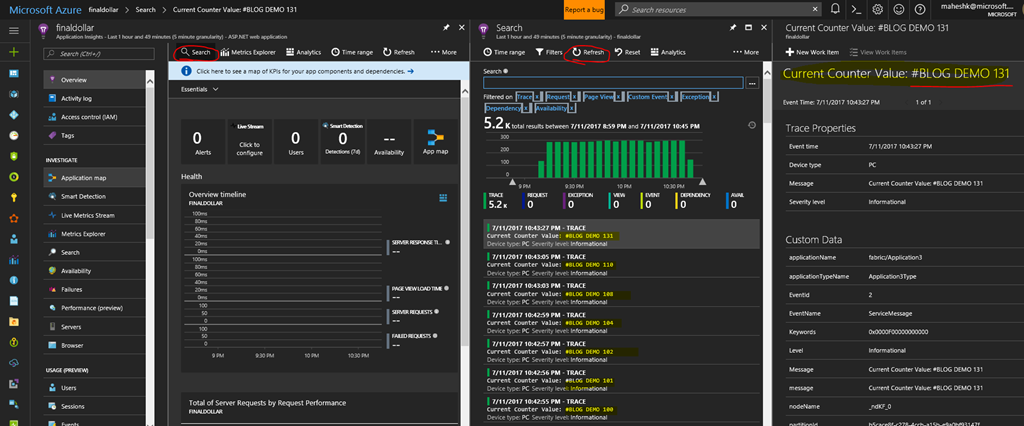 Microsoft Azure finaldollar > Search > Current Counter Value: #BLOG DEMO 131
Report a bug
Search resources
maheshk@microsoft....
MICROSOFT
finaldollar
Application Insights - Last 1 hour and 49 minutes (5 minute granularity) - ASP.NET web application
Search (Ctrl+/)
Overview
Activity log
Access control (IAM)
Tags
INVESTIGATE
Application map
Smart Detection
Live Metrics Stream
Metrics Explorer
Search
Availability
Failures
Performance (preview)
Servers
Browser
USAGE (PREVIEW)
Users
Sessions
Events
Search Metrics Explorer Analytics Time range Refresh More
Click here to see a map of KPIs for your app components and dependencies. →
Essentials
0
Alerts
Live Stream
Click to
configure
0
Users
Smart Detection
0
Detections (7d)
--
Availability
App map
Health
Overview timeline
FINALDOLLAR
100ms
80ms
60ms
40ms
20ms
0ms
SERVER RESPONSE TI...
--
100ms
80ms
60ms
40ms
20ms
0ms
PAGE VIEW LOAD TIME
--
100
50
0
SERVER REQUESTS
--
100
50
0
FAILED REQUESTS
--
9 PM 9:30 PM 10 PM 10:30 PM
Total of Server Requests by Request Performance
FINALDOLLAR
Search
Last 1 hour and 49 minutes (5 minute granularity) - finaldollar
Time range Filters Refresh Reset Analytics More
Search
Filtered on Trace x Request x Page View x Custom Event x Exception x
Dependency x Availability x
5.2 K total results between 7/11/2017 8:59 PM and 7/11/2017 10:45 PM
300
200
100
0
9 PM 9:30 PM 10 PM 10:30 PM
TRACE REQUEST EXCEPTION VIEW EVENT DEPENDENCY AVAIL
5.2 K 0 0 0 0 0 0
7/11/2017 10:43:27 PM - TRACE
Current Counter Value: #BLOG DEMO 131
Device type: PC Severity level: Informational
7/11/2017 10:43:05 PM - TRACE
Current Counter Value: #BLOG DEMO 110
Device type: PC Severity level: Informational
7/11/2017 10:43:03 PM - TRACE
Current Counter Value: #BLOG DEMO 108
Device type: PC Severity level: Informational
7/11/2017 10:42:59 PM - TRACE
Current Counter Value: #BLOG DEMO 104
Device type: PC Severity level: Informational
7/11/2017 10:42:57 PM - TRACE
Current Counter Value: #BLOG DEMO 102
Device type: PC Severity level: Informational
7/11/2017 10:42:56 PM - TRACE
Current Counter Value: #BLOG DEMO 101
Device type: PC Severity level: Informational
7/11/2017 10:42:55 PM - TRACE
Current Counter Value: #BLOG DEMO 100
Device type: PC Severity level: Informational
Current Counter Value: #BLOG DEMO 131
finaldollar
New Work Item View Work Items
Current Counter Value: #BLOG DEMO 131
Event Time: 7/11/2017 10:43:27 PM 1 of 1
Trace Properties
Event time 7/11/2017 10:43:27 PM
Device type PC
Message Current Counter Value: #BLOG DEMO 131
Severity level Informational
Custom Data
applicationName fabric:/Application3
applicationTypeName Application3Type
EventId 2
EventName ServiceMessage
Keywords 0x0000F00000000000
Level Informational
Message Current Counter Value: #BLOG DEMO 131
message Current Counter Value: #BLOG DEMO 131
nodeName _ndKF_0
partitionId